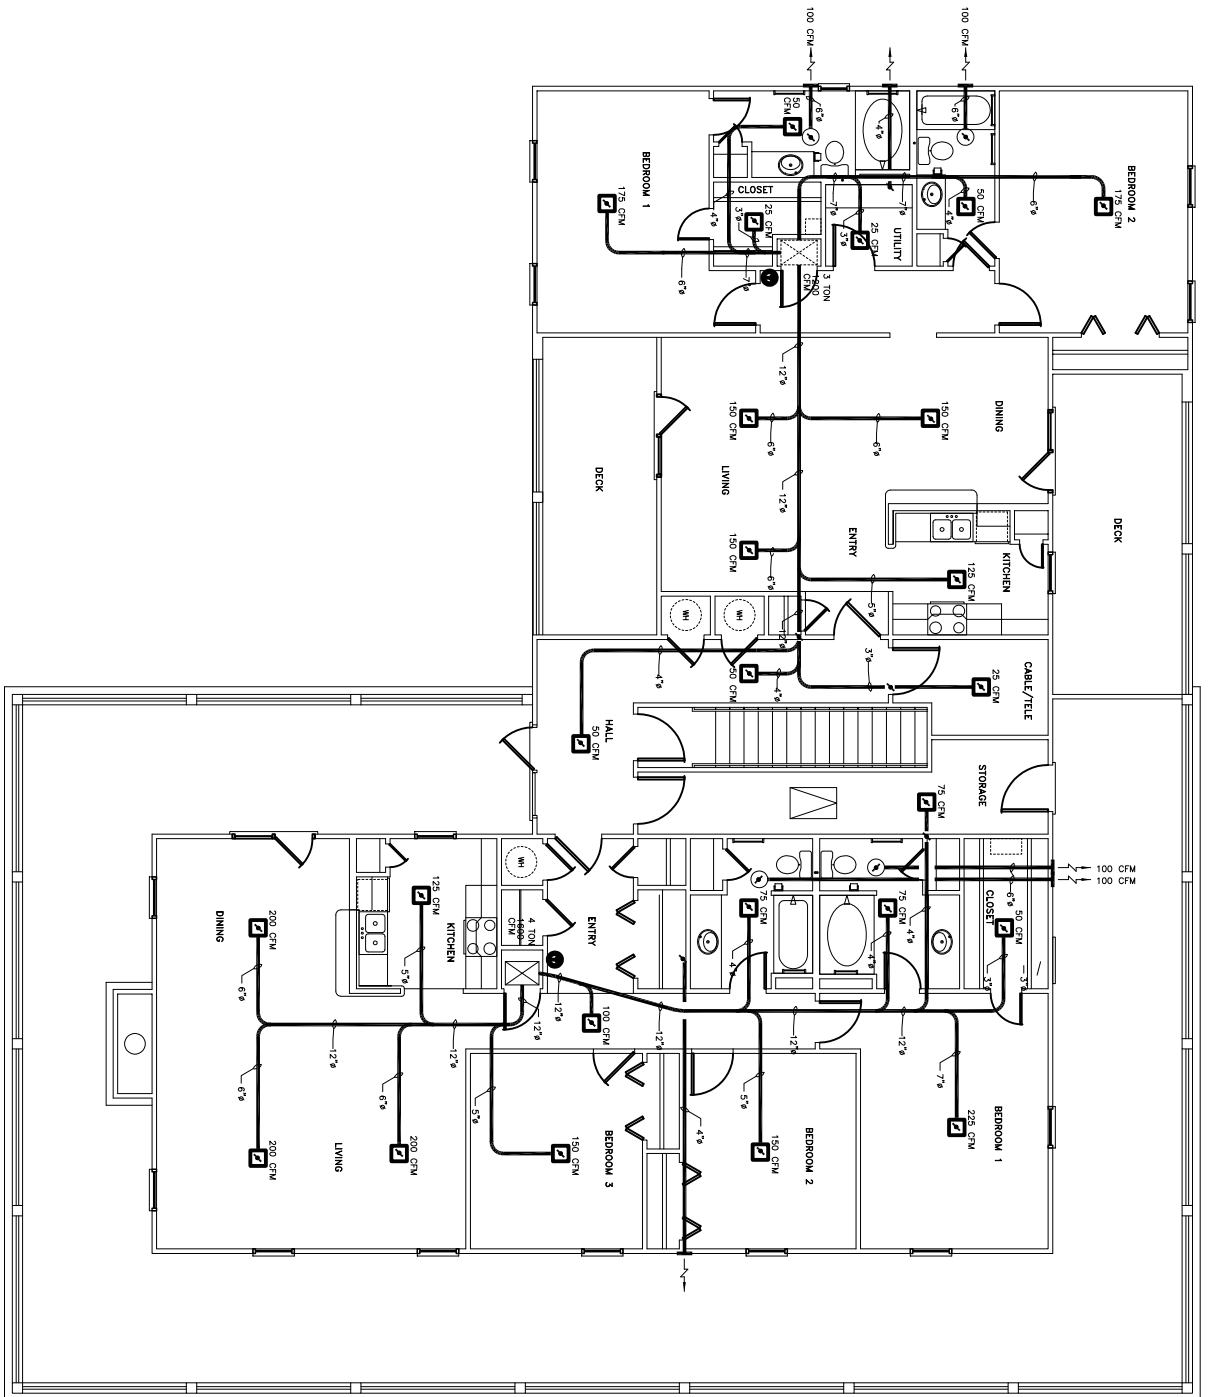 100 CFM
100 CFM
6"ø
4"ø
6"ø
50 CFM
BEDROOM 1
BEDROOM 2
CLOSET
175 CFM
4"ø
3"ø
25 CFM
7"ø
3"ø
25 CFM
UTILITY
7"ø
4"ø
50 CFM
6"ø
175 CFM
6"ø
7"ø
3 TON
1200
CFM
12"ø
150 CFM
6"ø
6"ø
150 CFM
DINING
DECK
LIVING
12"ø
ENTRY
DECK
150 CFM
6"ø
5"ø
125 CFM
KITCHEN
WH
WH
12"ø
4"ø
50 CFM
4"ø
3"ø
25 CFM
CABLE/TELE
HALL
50 CFM
STORAGE
75 CFM
100 CFM
100 CFM
6"ø
WH
125 CFM
KITCHEN
4 TON
1600
CFM
ENTRY
75 CFM
4"ø
75 CFM
4"ø
4"ø
CLOSET
50 CFM
3"ø
3"ø
DINING
200 CFM
6"ø
5"ø
12"ø
12"ø
12"ø
12"ø
100 CFM
12"ø
12"ø
12"ø
6"ø
6"ø
5"ø
4"ø
5"ø
7"ø
200 CFM
LIVING
200 CFM
150 CFM
BEDROOM 3
150 CFM
BEDROOM 2
225 CFM
BEDROOM 1